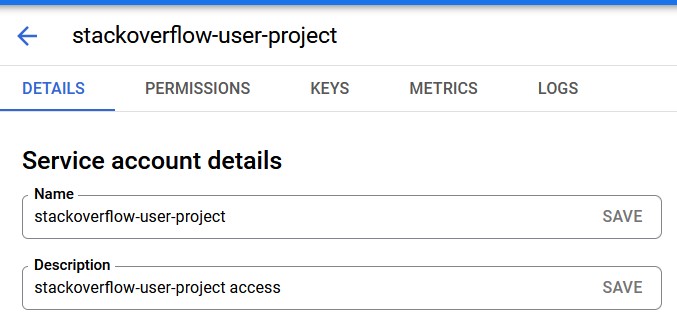 stackoverflow-user-project
DETAILS PERMISSIONS KEYS METRICS LOGS
Service account details
Name
stackoverflow-user-project SAVE
Description
stackoverflow-user-project access SAVE